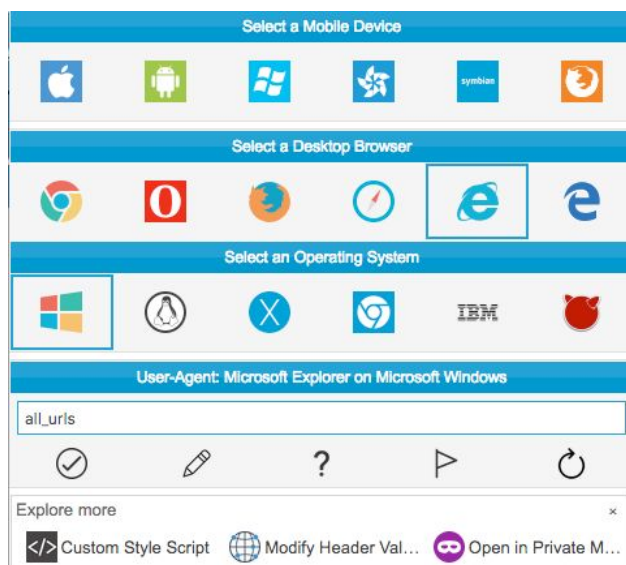 Select a Mobile Device
symbian
Select a Desktop Browser
Select an Operating System
IBM
User-Agent: Microsoft Explorer on Microsoft Windows
all_urls
?
Explore more
×
</> Custom Style Script Modify Header Val... Open in Private M...